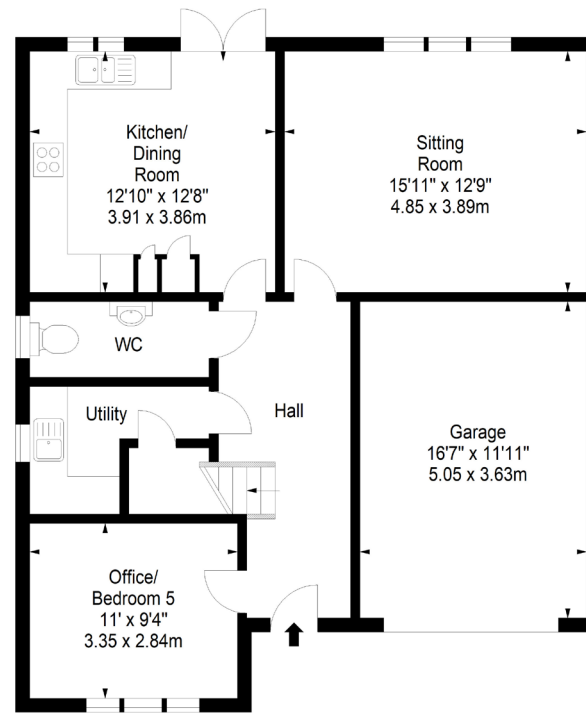 Kitchen/
Dining
Room
12'10" x 12'8"
3.91 x 3.86m
Sitting
Room
15'11" x 12'9"
4.85 x 3.89m
WC
Utility
Hall
Garage
16'7" x 11'11"
5.05 x 3.63m
Office/
Bedroom 5
11' x 9'4"
3.35 x 2.84m